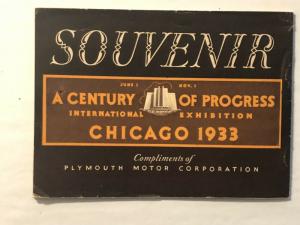 SOUVENIR
JUNE 1 NOV. 1
A CENTURY OF PROGRESS
INTERNATIONAL EXHIBITION
CHICAGO 1933
Compliments of
PLYMOUTH MOTOR CORPORATION